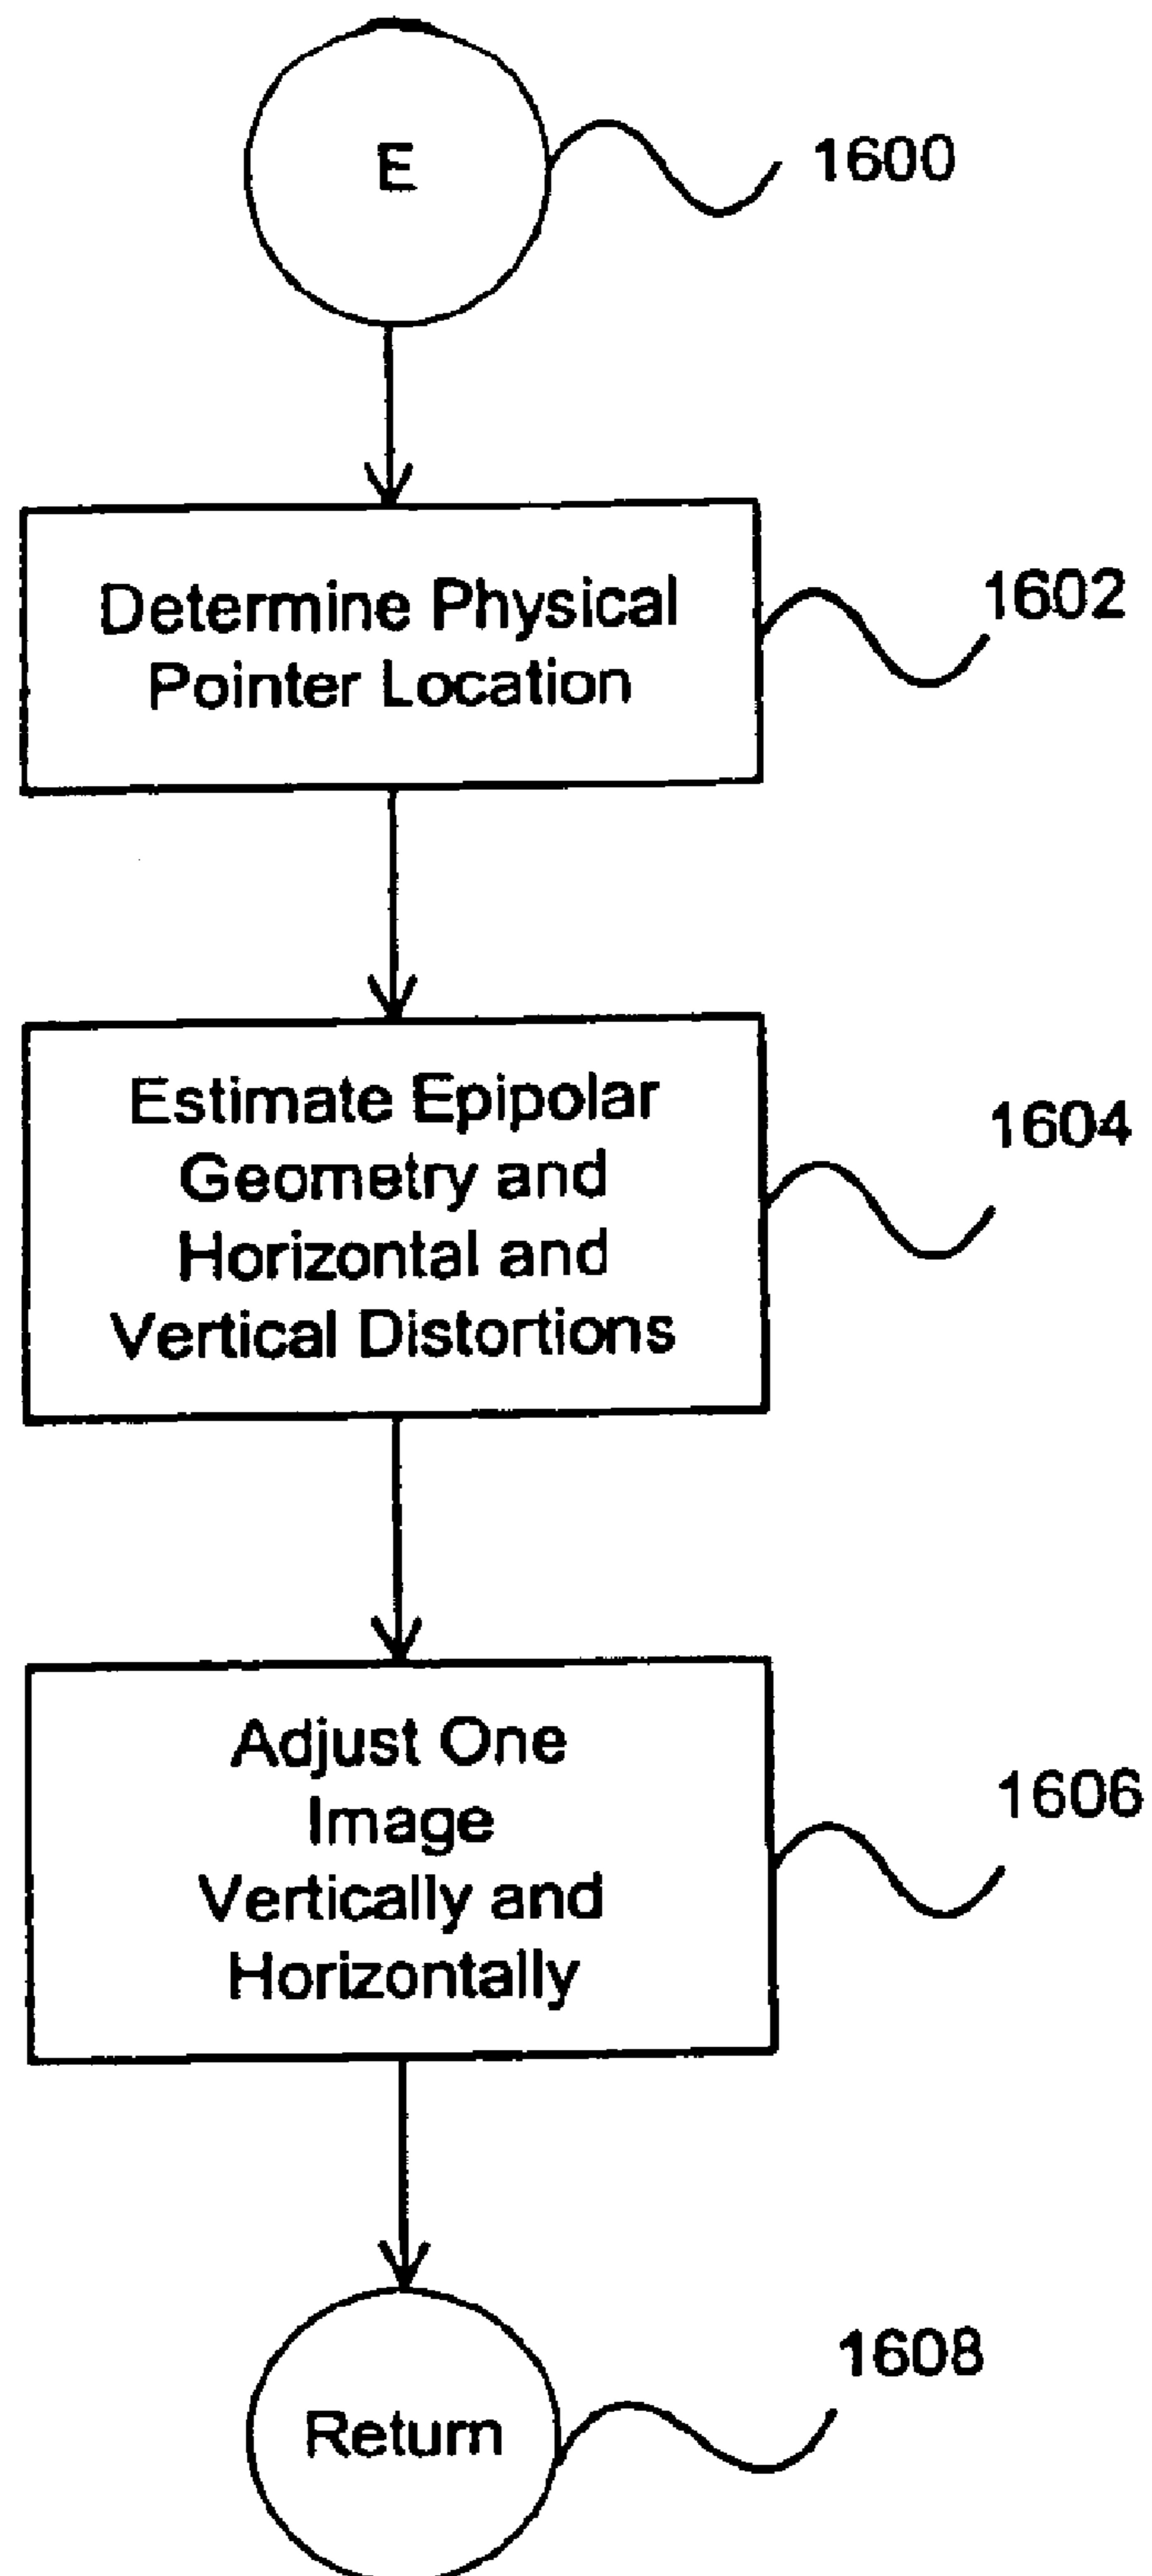 E
1600
Determine Physical
Pointer Location
1602
Estimate Epipolar
Geometry and
Horizontal and
Vertical Distortions
1604
Adjust One
Image
Vertically and
Horizontally
1606
Return
1608